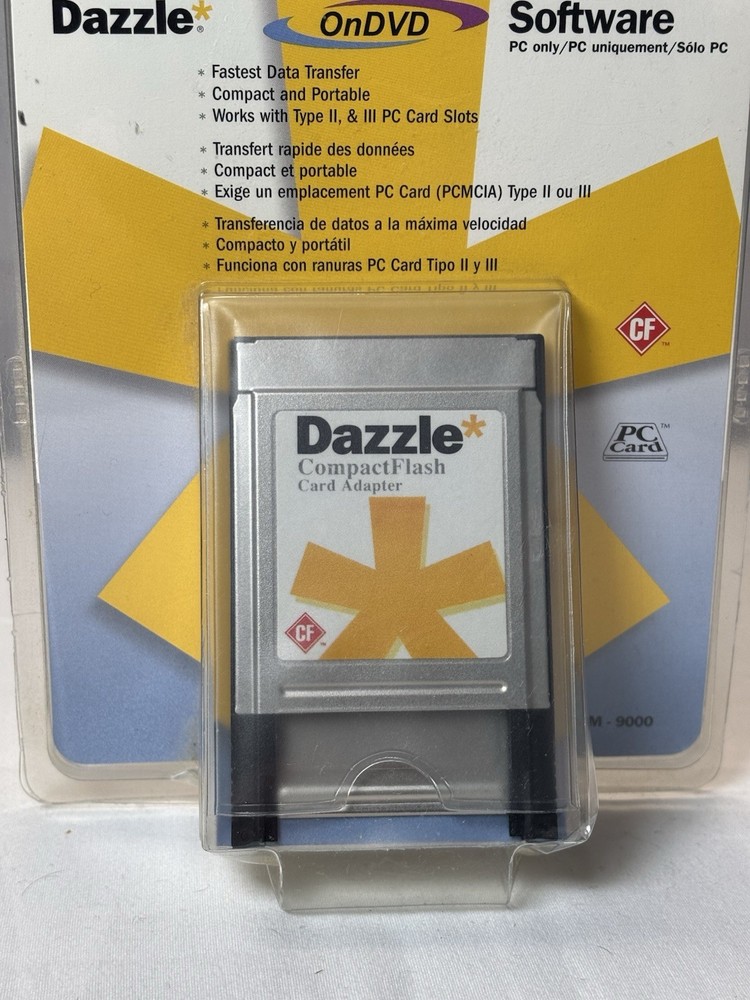 Dazzle*®
OnDVD
Software
PC only/PC uniquement/Sólo PC
* Fastest Data Transfer
* Compact and Portable
* Works with Type II, & III PC Card Slots
* Transfert rapide des données
* Compact et portable
* Exige un emplacement PC Card (PCMCIA) Type II ou III
* Transferencia de datos a la máxima velocidad
* Compacto y portátil
* Funciona con ranuras PC Card Tipo II y III
CF™
PC Card™
Dazzle*
CompactFlash
Card Adapter
CF™
M - 9000